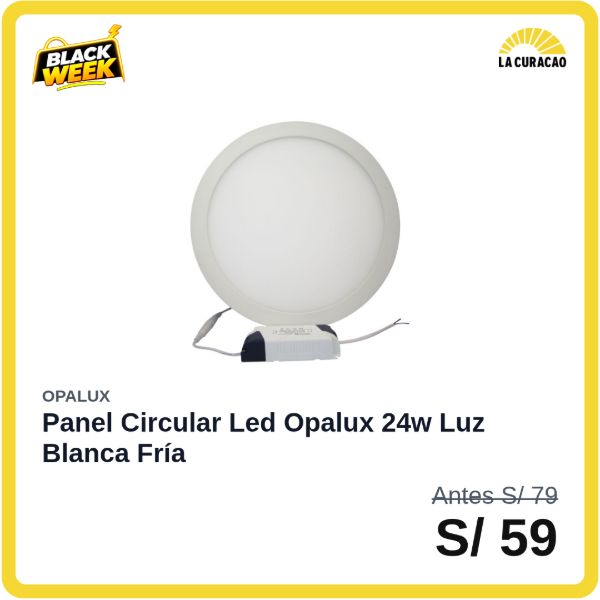 BLACK
WEEK
LA CURACAO
OPALUX
Panel Circular Led Opalux 24w Luz
Blanca Fría
Antes S/ 79
S/ 59